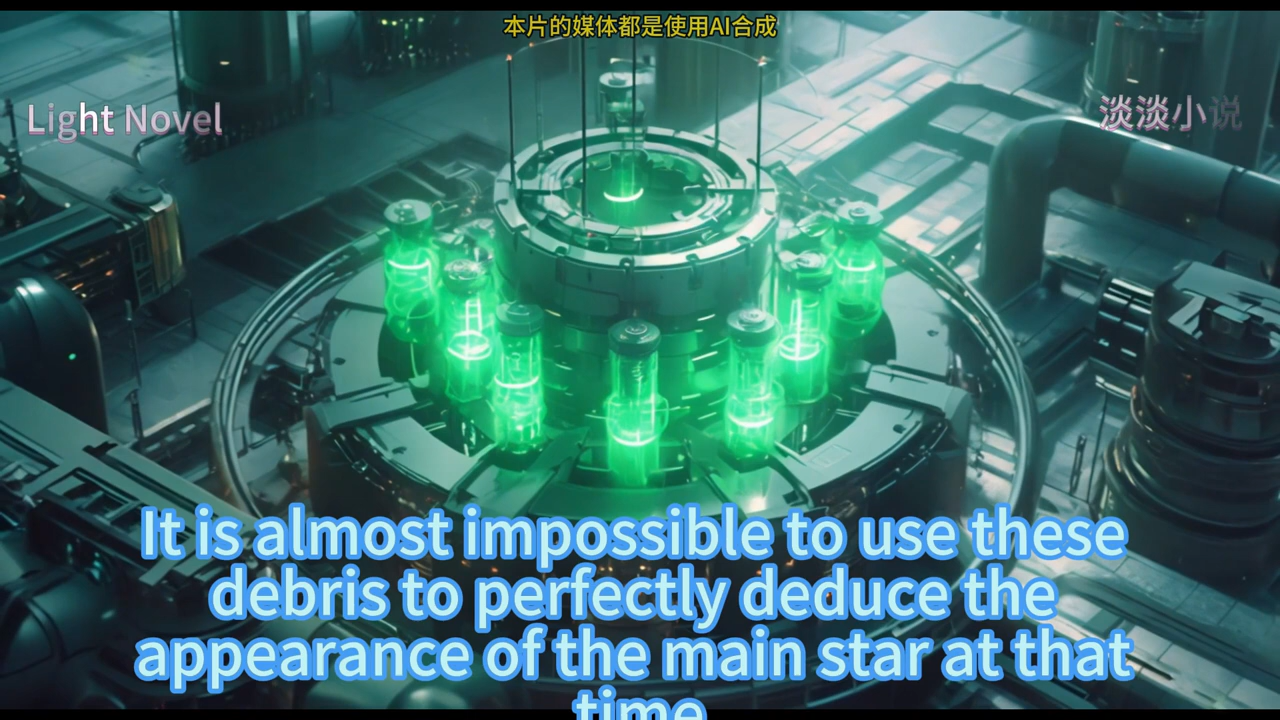 本片的媒体都是使用AI合成
Light Novel
淡淡小说
It is almost impossible to use these
debris to perfectly deduce the
appearance of the main star at that
time